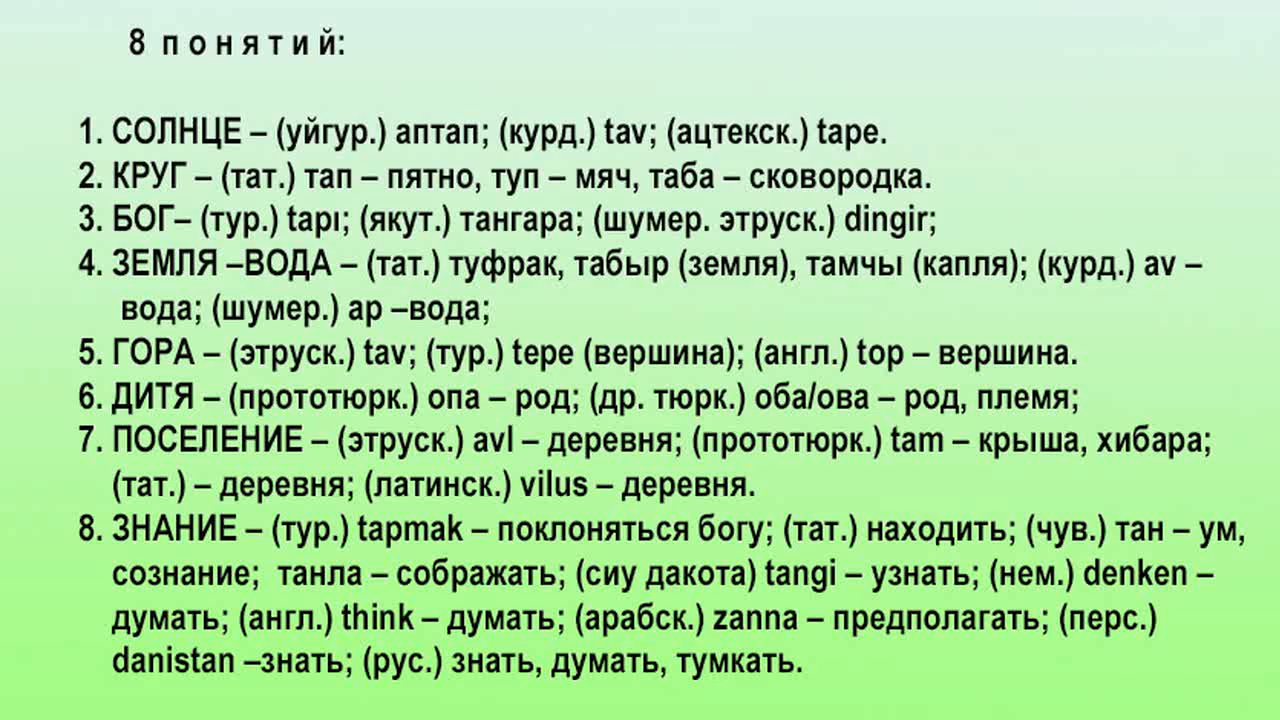 8 п о н я т и й:
1. СОЛНЦЕ – (уйгур.) аптап; (курд.) tav; (ацтекск.) tape.
2. КРУГ – (тат.) тап – пятно, туп – мяч, таба – сковородка.
3. БОГ– (тур.) tapı; (якут.) тангара; (шумер. этруск.) dingir;
4. ЗЕМЛЯ –ВОДА – (тат.) туфрак, табыр (земля), тамчы (капля); (курд.) av –
вода; (шумер.) ap –вода;
5. ГОРА – (этруск.) tav; (тур.) tepe (вершина); (англ.) top – вершина.
6. ДИТЯ – (прототюрк.) опа – род; (др. тюрк.) оба/ова – род, племя;
7. ПОСЕЛЕНИЕ – (этруск.) avl – деревня; (прототюрк.) tam – крыша, хибара;
(тат.) – деревня; (латинск.) vilus – деревня.
8. ЗНАНИЕ – (тур.) tapmak – поклоняться богу; (тат.) находить; (чув.) тан – ум,
сознание; танла – сображать; (сиу дакота) tangi – узнать; (нем.) denken –
думать; (англ.) think – думать; (арабск.) zanna – предполагать; (перс.)
danistan –знать; (рус.) знать, думать, тумкать.